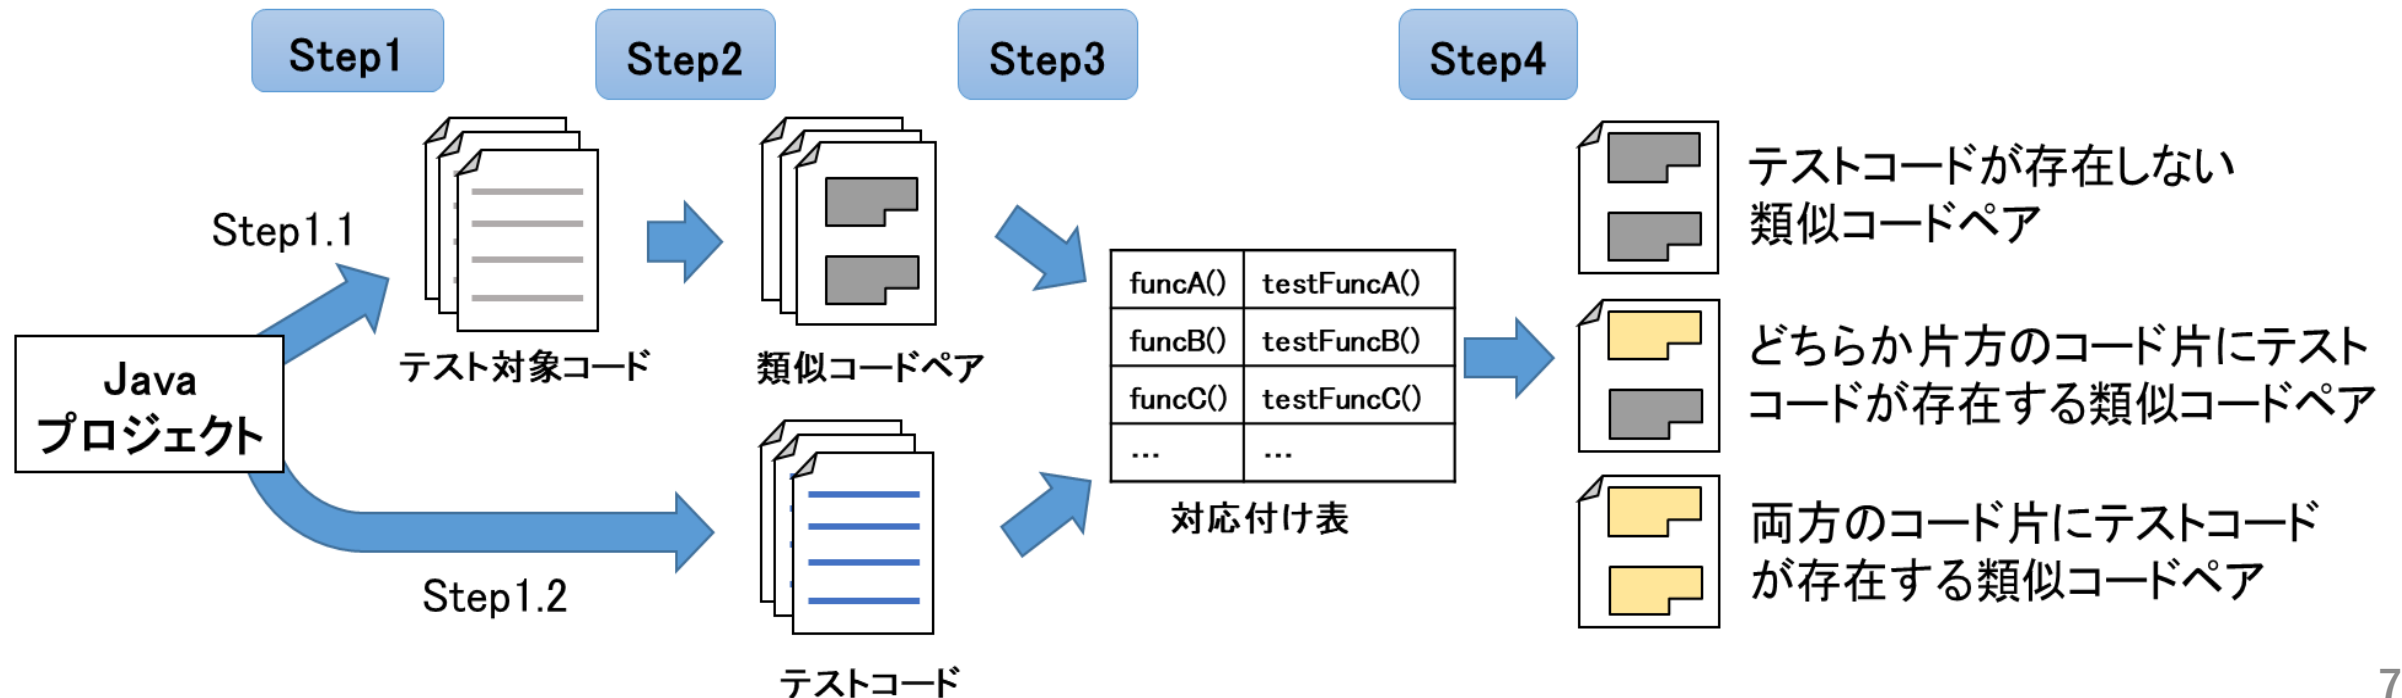 Step1
Step2
Step3
Step4
Step1.1
Java
プロジェクト
Step1.2
テスト対象コード
類似コードペア
テストコード
funcA() testFuncA()
funcB() testFuncB()
funcC() testFuncC()
… …
対応付け表
テストコードが存在しない
類似コードペア
どちらか片方のコード片にテスト
コードが存在する類似コードペア
両方のコード片にテストコード
が存在する類似コードペア
7